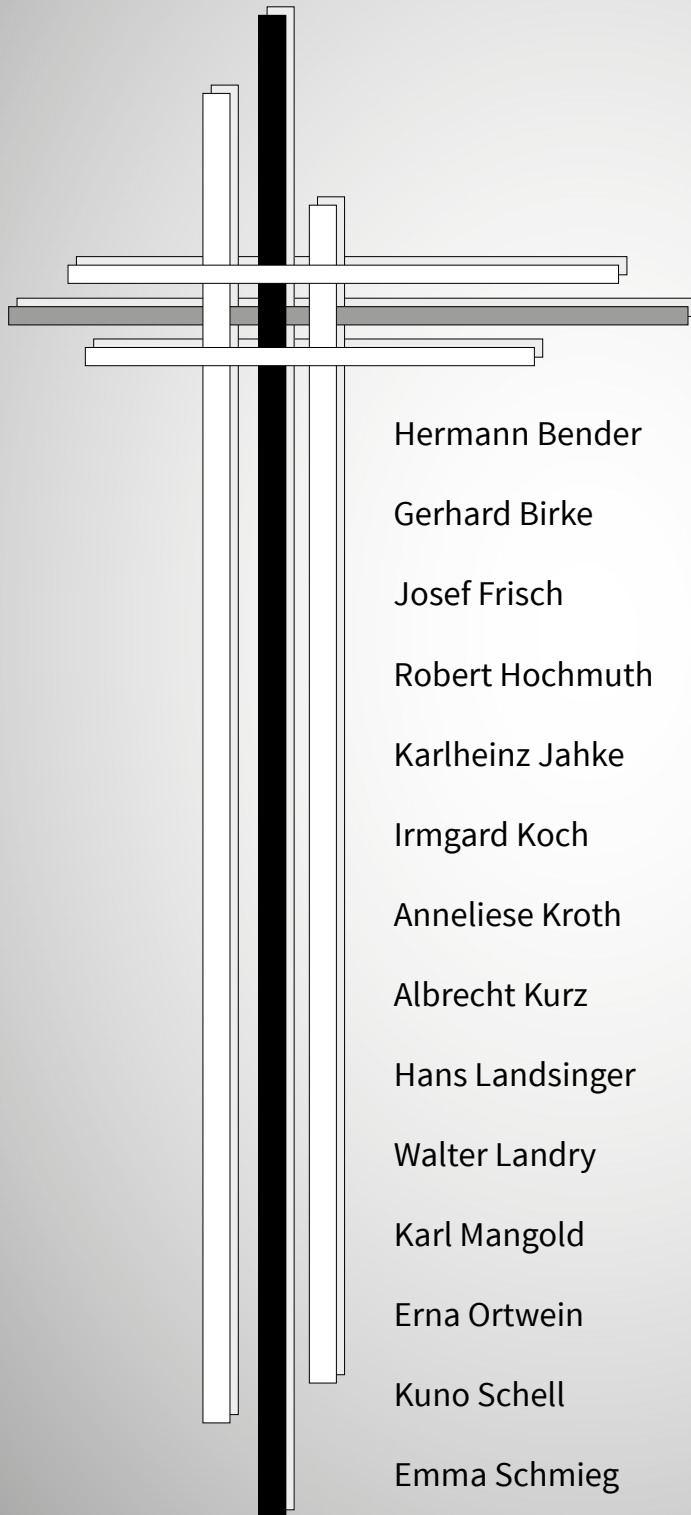 Hermann Bender
Gerhard Birke
Josef Frisch
Robert Hochmuth
Karlheinz Jahke
Irmgard Koch
Anneliese Kroth
Albrecht Kurz
Hans Landsinger
Walter Landry
Karl Mangold
Erna Ortwein
Kuno Schell
Emma Schmieg